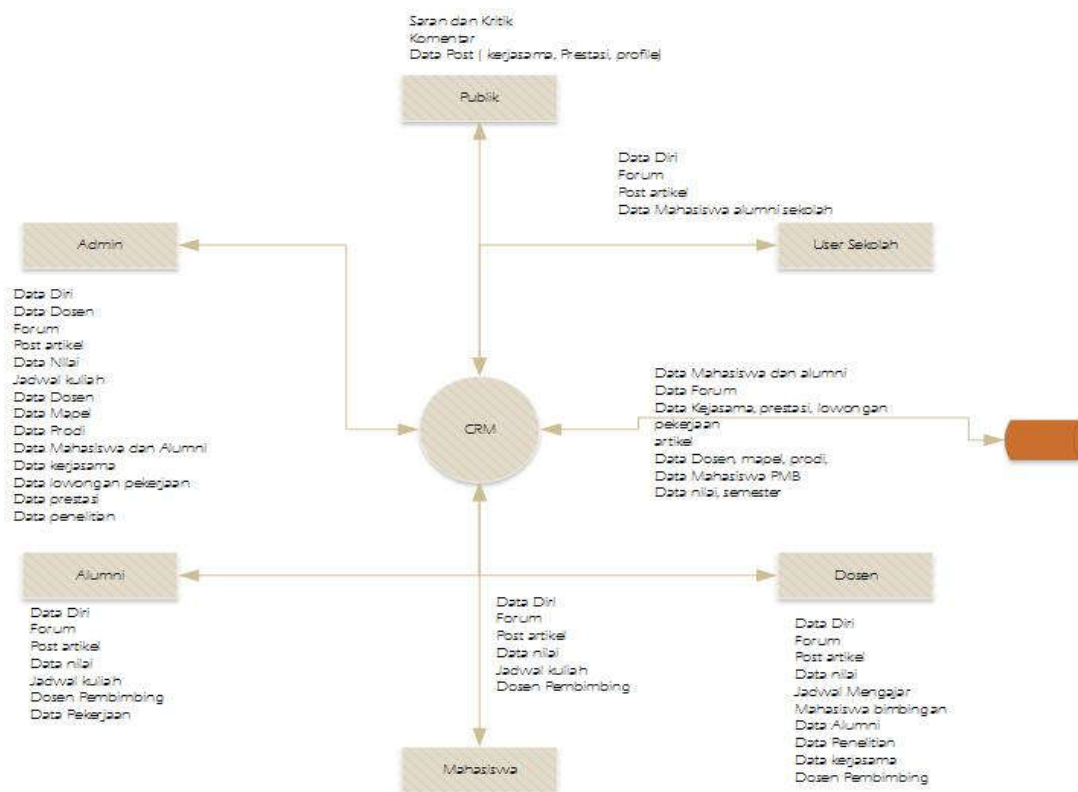 Saran dan Kritik
Komentar
Data Post ( kerjasama, Prestasi, profile)
Publik
Data Diri
Forum
Post artikel
Data Mahasiswa alumni sekolah
User Sekolah
Admin
Data Diri
Data Dosen
Forum
Post artikel
Data Nilai
Jadwal kuliah
Data Dosen
Data Mapel
Data Prodi
Data Mahasiswa dan Alumni
Data kerjasama
Data lowongan pekerjaan
Data prestasi
Data penelitian
CRM
Data Mahasiswa dan alumni
Data Forum
Data Kejasama, prestasi, lowongan
pekerjaan
artikel
Data Dosen, mapel, prodi,
Data Mahasiswa PMB
Data nilai, semester
Alumni
Data Diri
Forum
Post artikel
Data nilai
Jadwal kuliah
Dosen Pembimbing
Data Pekerjaan
Data Diri
Forum
Post artikel
Data nilai
Jadwal kuliah
Dosen Pembimbing
Mahasiswa
Dosen
Data Diri
Forum
Post artikel
Data nilai
Jadwal Mengajar
Mahasiswa bimbingan
Data Alumni
Data Penelitian
Data kerjasama
Dosen Pembimbing